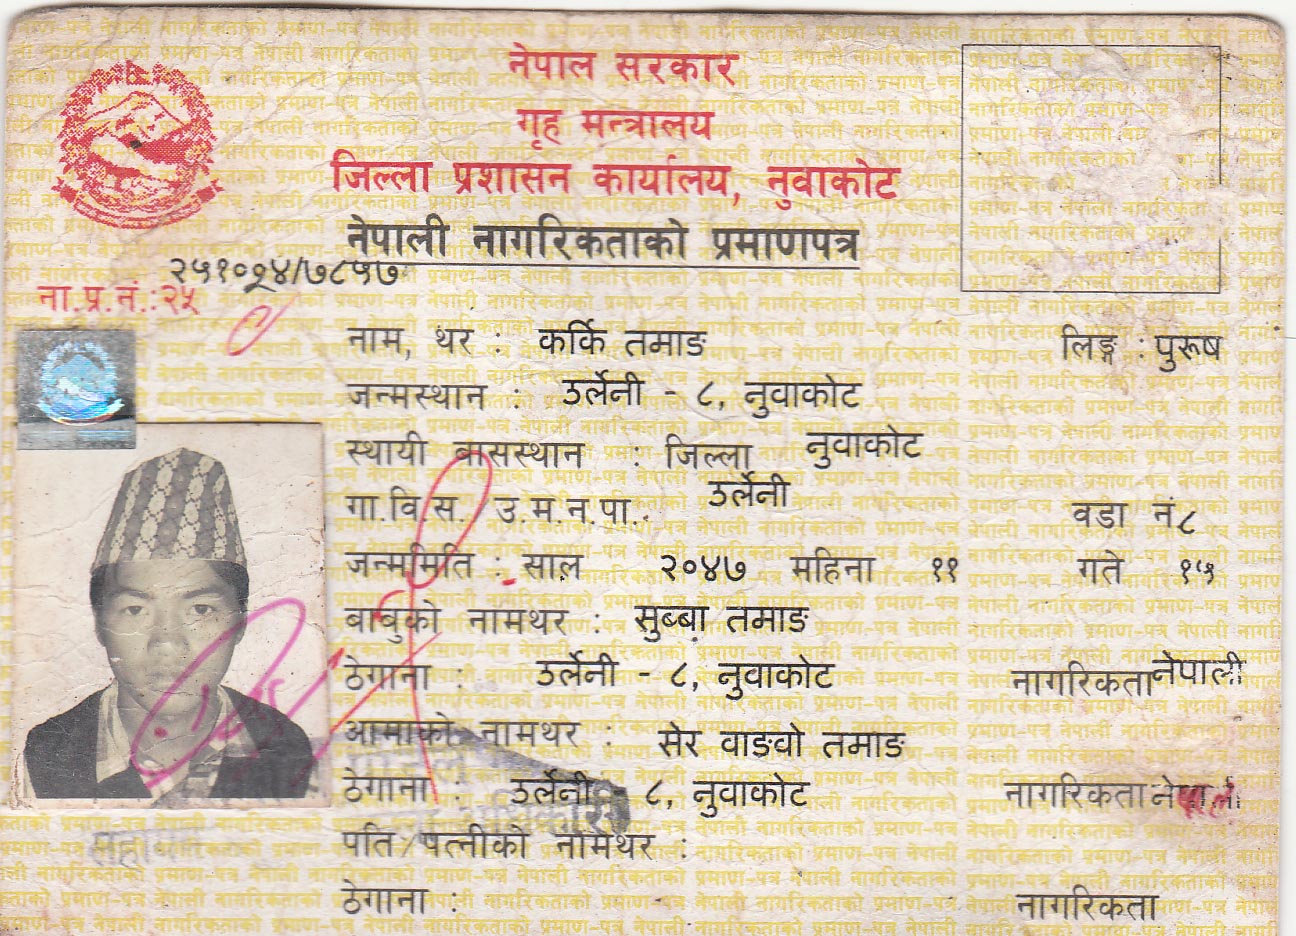 नेपाल सरकार
गृह मन्त्रालय
जिल्ला प्रशासन कार्यालय, नुवाकोट
नेपाली नागरिकताको प्रमाणपत्र
२५१०२४/७८५७
ना.प्र.नं.:२५
नाम, थर : कर्कि तमाङ लिङ्ग : पुरूष
जन्मस्थान : उर्लेनी - ८, नुवाकोट
स्थायी बासस्थान : जिल्ला नुवाकोट
गा.वि.स./ उ.म.न.पा.. उर्लेनी वडा नं ८
जन्ममिति : साल २०४७ महिना ११ गते १५
बाबुको नामथर : सुब्बा तमाङ
ठेगाना : उर्लेनी - ८, नुवाकोट नागरिकता नेपाली
आमाको नामथर : सेर वाङवो तमाङ
ठेगाना : उर्लेनी ८, नुवाकोट नागरिकता नेपाली
पति/पत्नीको नामथर :
ठेगाना : नागरिकता